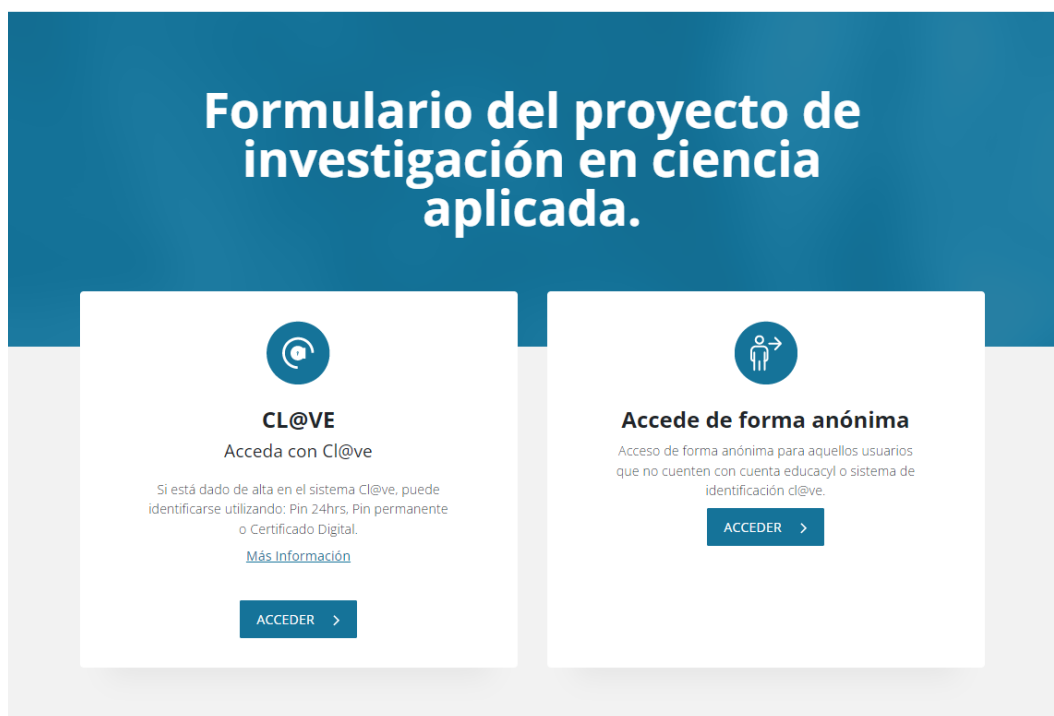 Formulario del proyecto de
investigación en ciencia
aplicada.
CL@VE
Acceda con Cl@ve
Si está dado de alta en el sistema Cl@ve, puede
identificarse utilizando: Pin 24hrs, Pin permanente
o Certificado Digital.
Más Información
ACCEDER
Accede de forma anónima
Acceso de forma anónima para aquellos usuarios
que no cuenten con cuenta educacyl o sistema de
identificación cl@ve.
ACCEDER